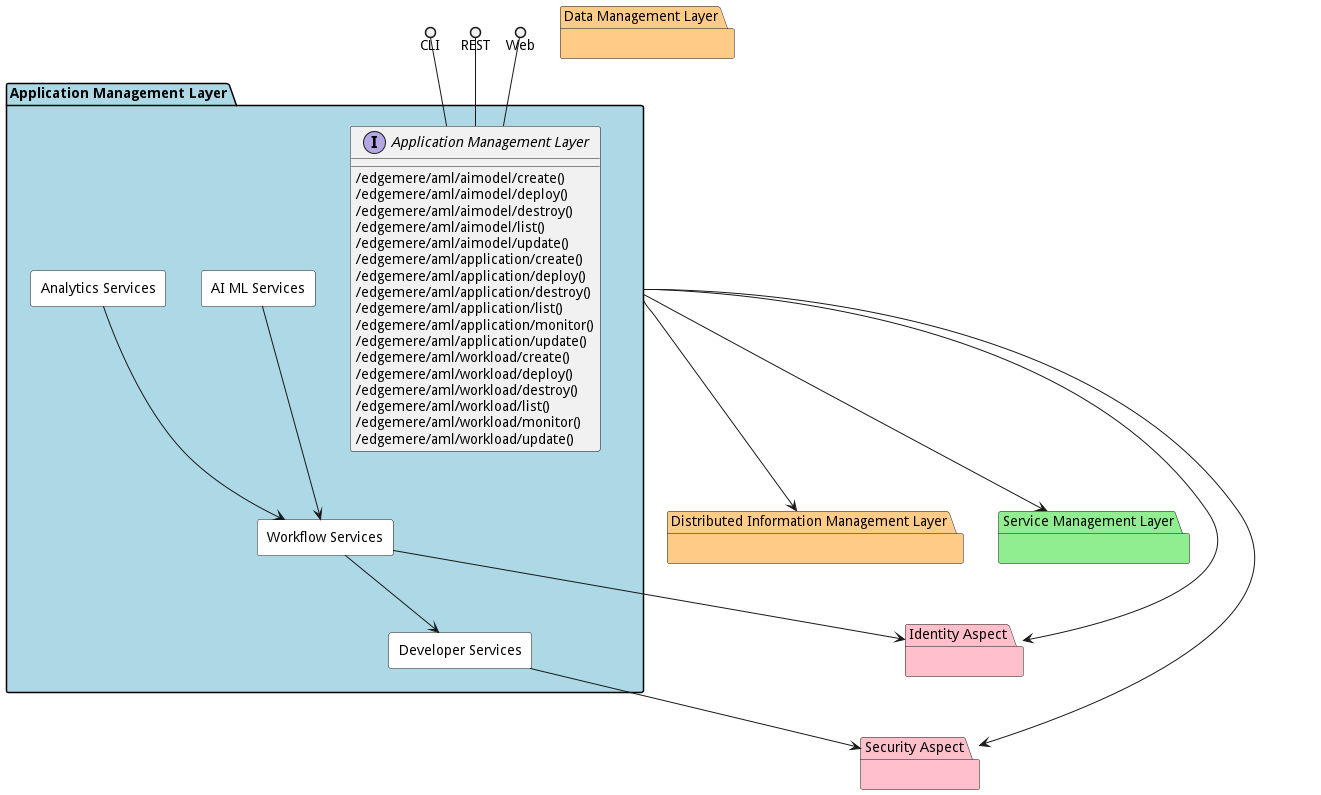 Data Management Layer
CLI
REST
Web
Application Management Layer
I
Application Management Layer
/edgemere/aml/aimodel/create()
/edgemere/aml/aimodel/deploy()
/edgemere/aml/aimodel/destroy()
/edgemere/aml/aimodel/list()
/edgemere/aml/aimodel/update()
/edgemere/aml/application/create()
/edgemere/aml/application/deploy()
/edgemere/aml/application/destroy()
/edgemere/aml/application/list()
/edgemere/aml/application/monitor()
/edgemere/aml/application/update()
/edgemere/aml/workload/create()
/edgemere/aml/workload/deploy()
/edgemere/aml/workload/destroy()
/edgemere/aml/workload/list()
/edgemere/aml/workload/monitor()
/edgemere/aml/workload/update()
Analytics Services
AI ML Services
Distributed Information Management Layer
Service Management Layer
Workflow Services
Identity Aspect
Developer Services
Security Aspect